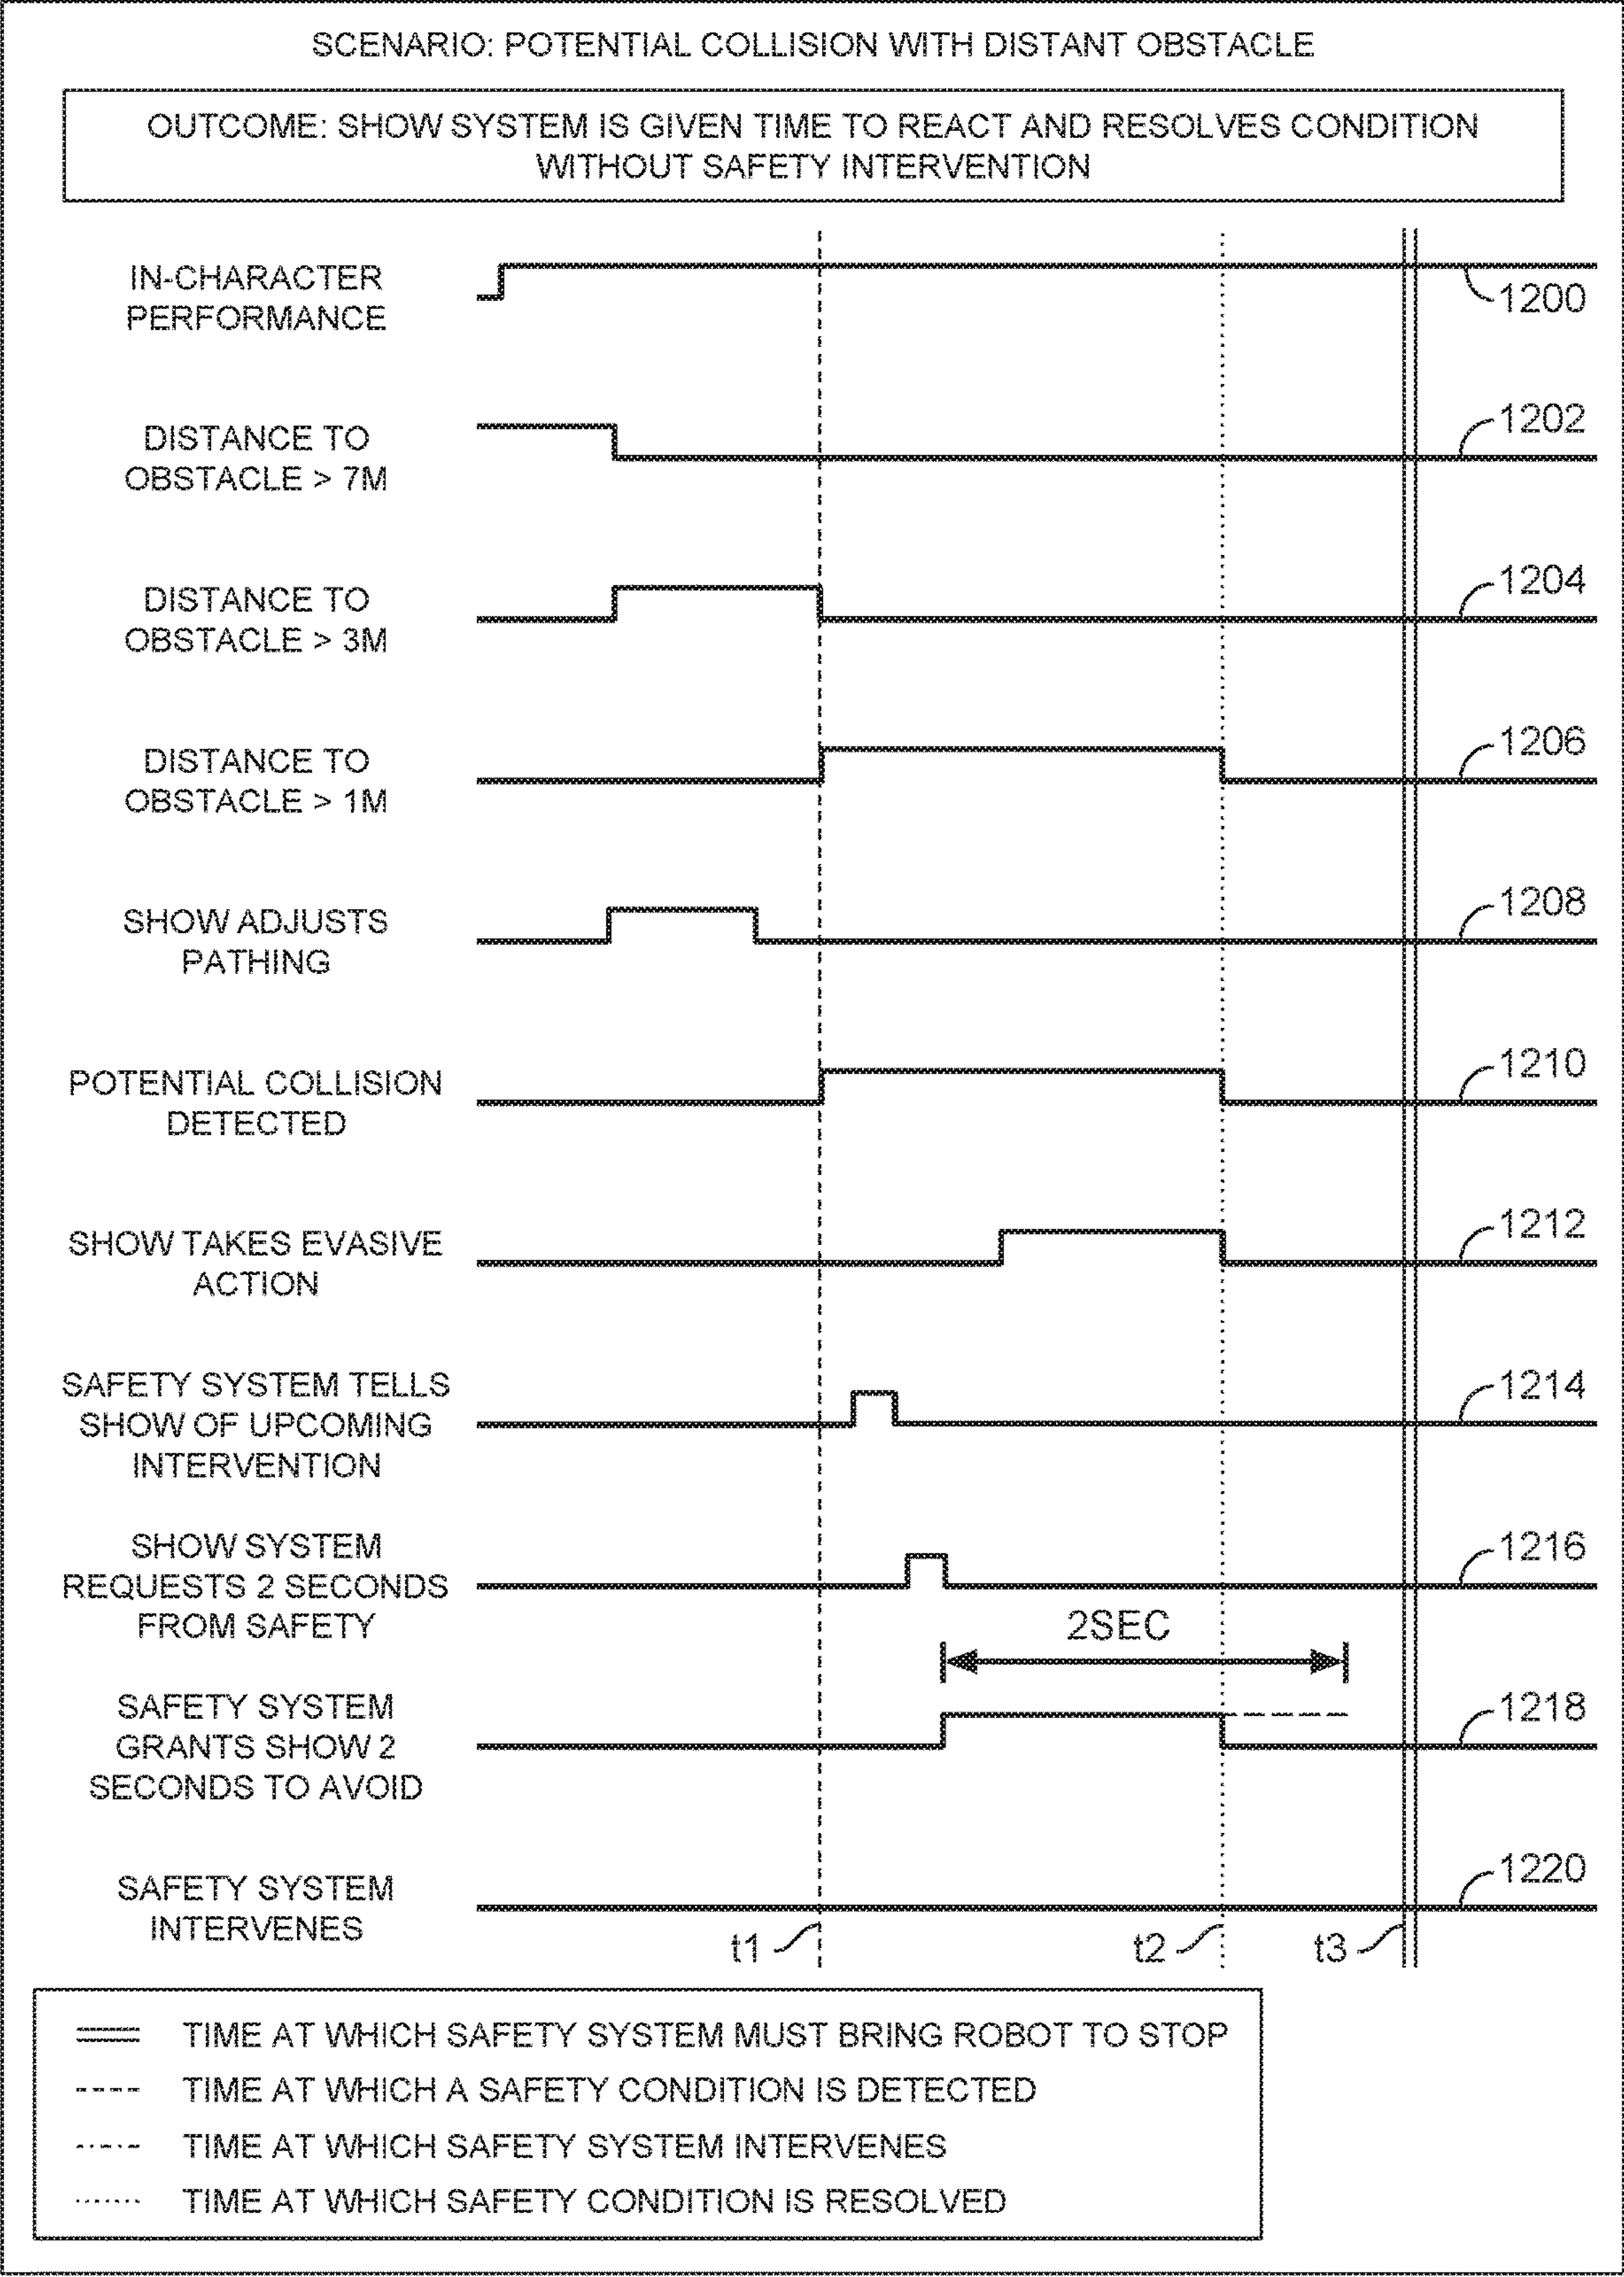 SCENARIO: POTENTIAL COLLISION WITH DISTANT OBSTACLE
OUTCOME: SHOW SYSTEM IS GIVEN TIME TO REACT AND RESOLVES CONDITION
WITHOUT SAFETY INTERVENTION
IN-CHARACTER
PERFORMANCE
1200
DISTANCE TO
OBSTACLE > 7M
1202
DISTANCE TO
OBSTACLE > 3M
1204
DISTANCE TO
OBSTACLE > 1M
1206
SHOW ADJUSTS
PATHING
1208
POTENTIAL COLLISION
DETECTED
1210
SHOW TAKES EVASIVE
ACTION
1212
SAFETY SYSTEM TELLS
SHOW OF UPCOMING
INTERVENTION
1214
SHOW SYSTEM
REQUESTS 2 SECONDS
FROM SAFETY
1216
2SEC
SAFETY SYSTEM
GRANTS SHOW 2
SECONDS TO AVOID
1218
SAFETY SYSTEM
INTERVENES
1220
t1
t2
t3
TIME AT WHICH SAFETY SYSTEM MUST BRING ROBOT TO STOP
TIME AT WHICH A SAFETY CONDITION IS DETECTED
TIME AT WHICH SAFETY SYSTEM INTERVENES
TIME AT WHICH SAFETY CONDITION IS RESOLVED